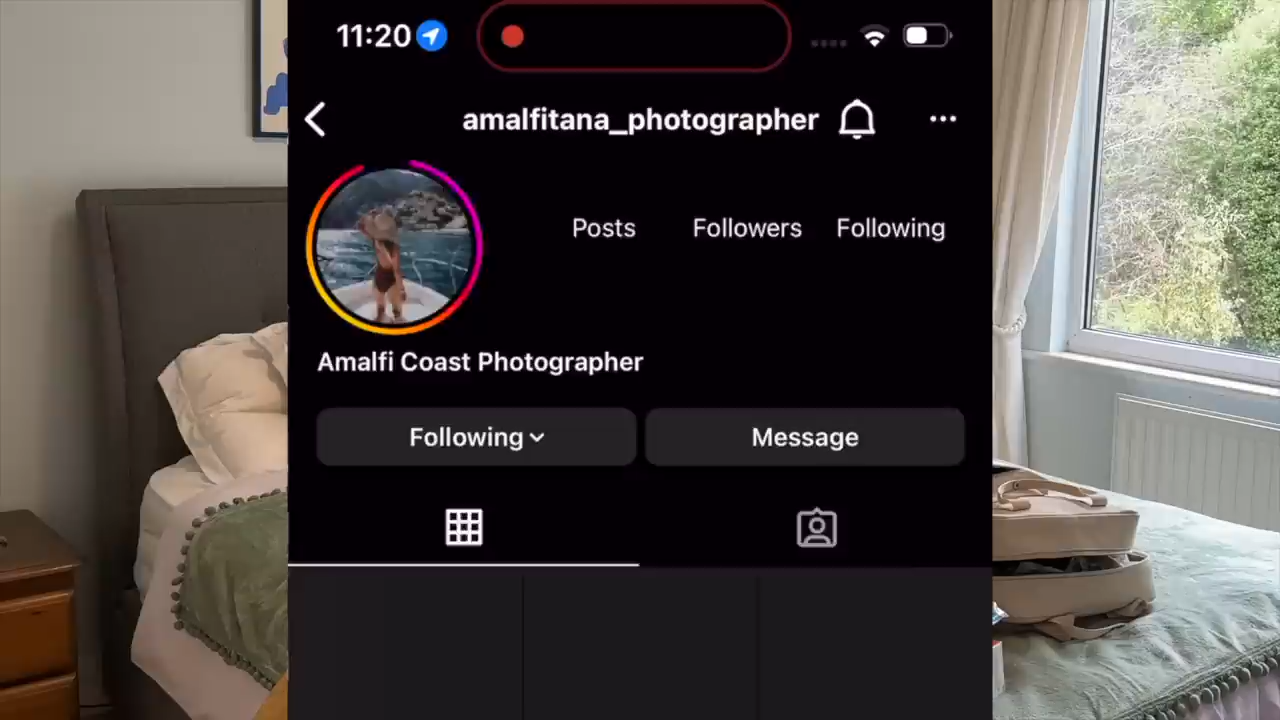 11:20
amalfitana_photographer
Posts Followers Following
Amalfi Coast Photographer
Following Message